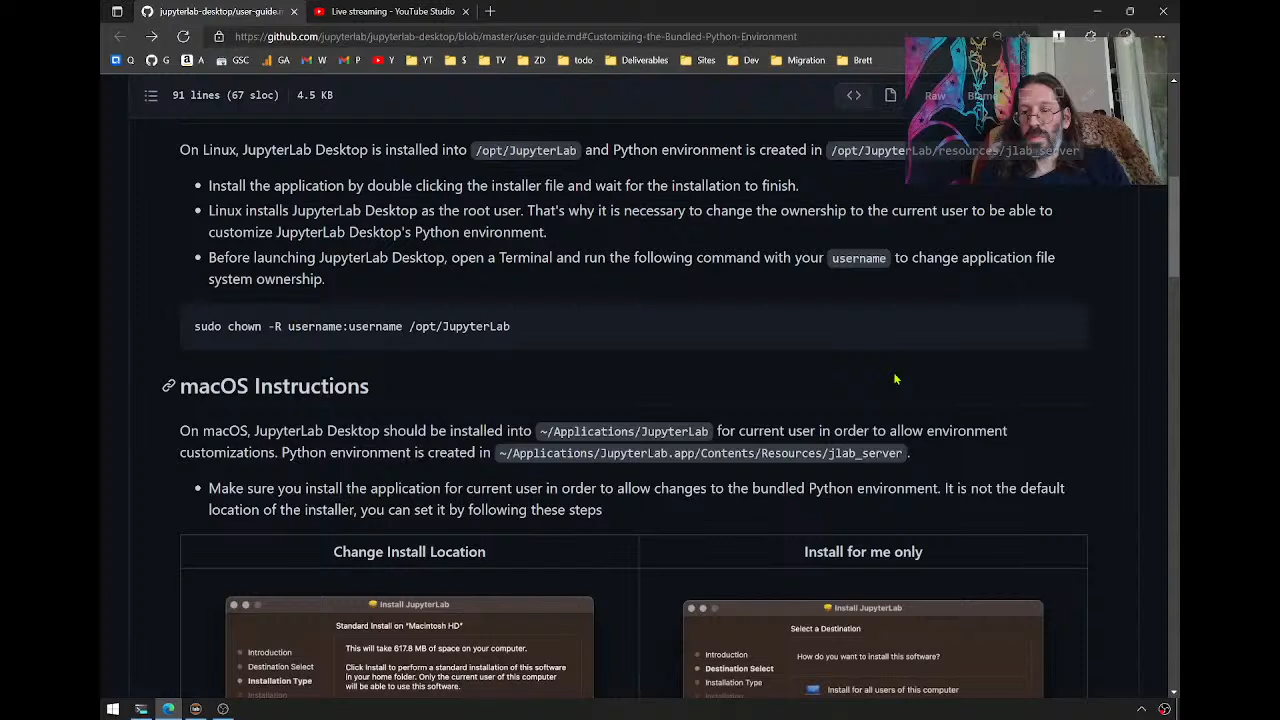 jupyterlab-desktop/user-guide.m
Live streaming - YouTube Studio
https://github.com/jupyterlab/jupyterlab-desktop/blob/master/user-guide.md#Customizing-the-Bundled-Python-Environment
Q G A GSC GA W P Y YT $ TV ZD todo Deliverables Sites Dev Migration Brett
91 lines (67 sloc) 4.5 KB
Raw Blame
On Linux, JupyterLab Desktop is installed into /opt/JupyterLab and Python environment is created in /opt/JupyterLab/resources/jlab_server
• Install the application by double clicking the installer file and wait for the installation to finish.
• Linux installs JupyterLab Desktop as the root user. That's why it is necessary to change the ownership to the current user to be able to
customize JupyterLab Desktop's Python environment.
• Before launching JupyterLab Desktop, open a Terminal and run the following command with your username to change application file
system ownership.
sudo chown -R username:username /opt/JupyterLab
macOS Instructions
On macOS, JupyterLab Desktop should be installed into ~/Applications/JupyterLab for current user in order to allow environment
customizations. Python environment is created in ~/Applications/JupyterLab.app/Contents/Resources/jlab_server.
• Make sure you install the application for current user in order to allow changes to the bundled Python environment. It is not the default
location of the installer, you can set it by following these steps
Change Install Location
Install for me only
Install JupyterLab
Standard Install on "Macintosh HD"
Introduction
Destination Select
Installation Type
Installation
This will take 617.8 MB of space on your computer.
Click Install to perform a standard installation of this software
in your home folder. Only the current user of this computer
will be able to use this software.
Install JupyterLab
Select a Destination
Introduction
Destination Select
Installation Type
How do you want to install this software?
Install for all users of this computer